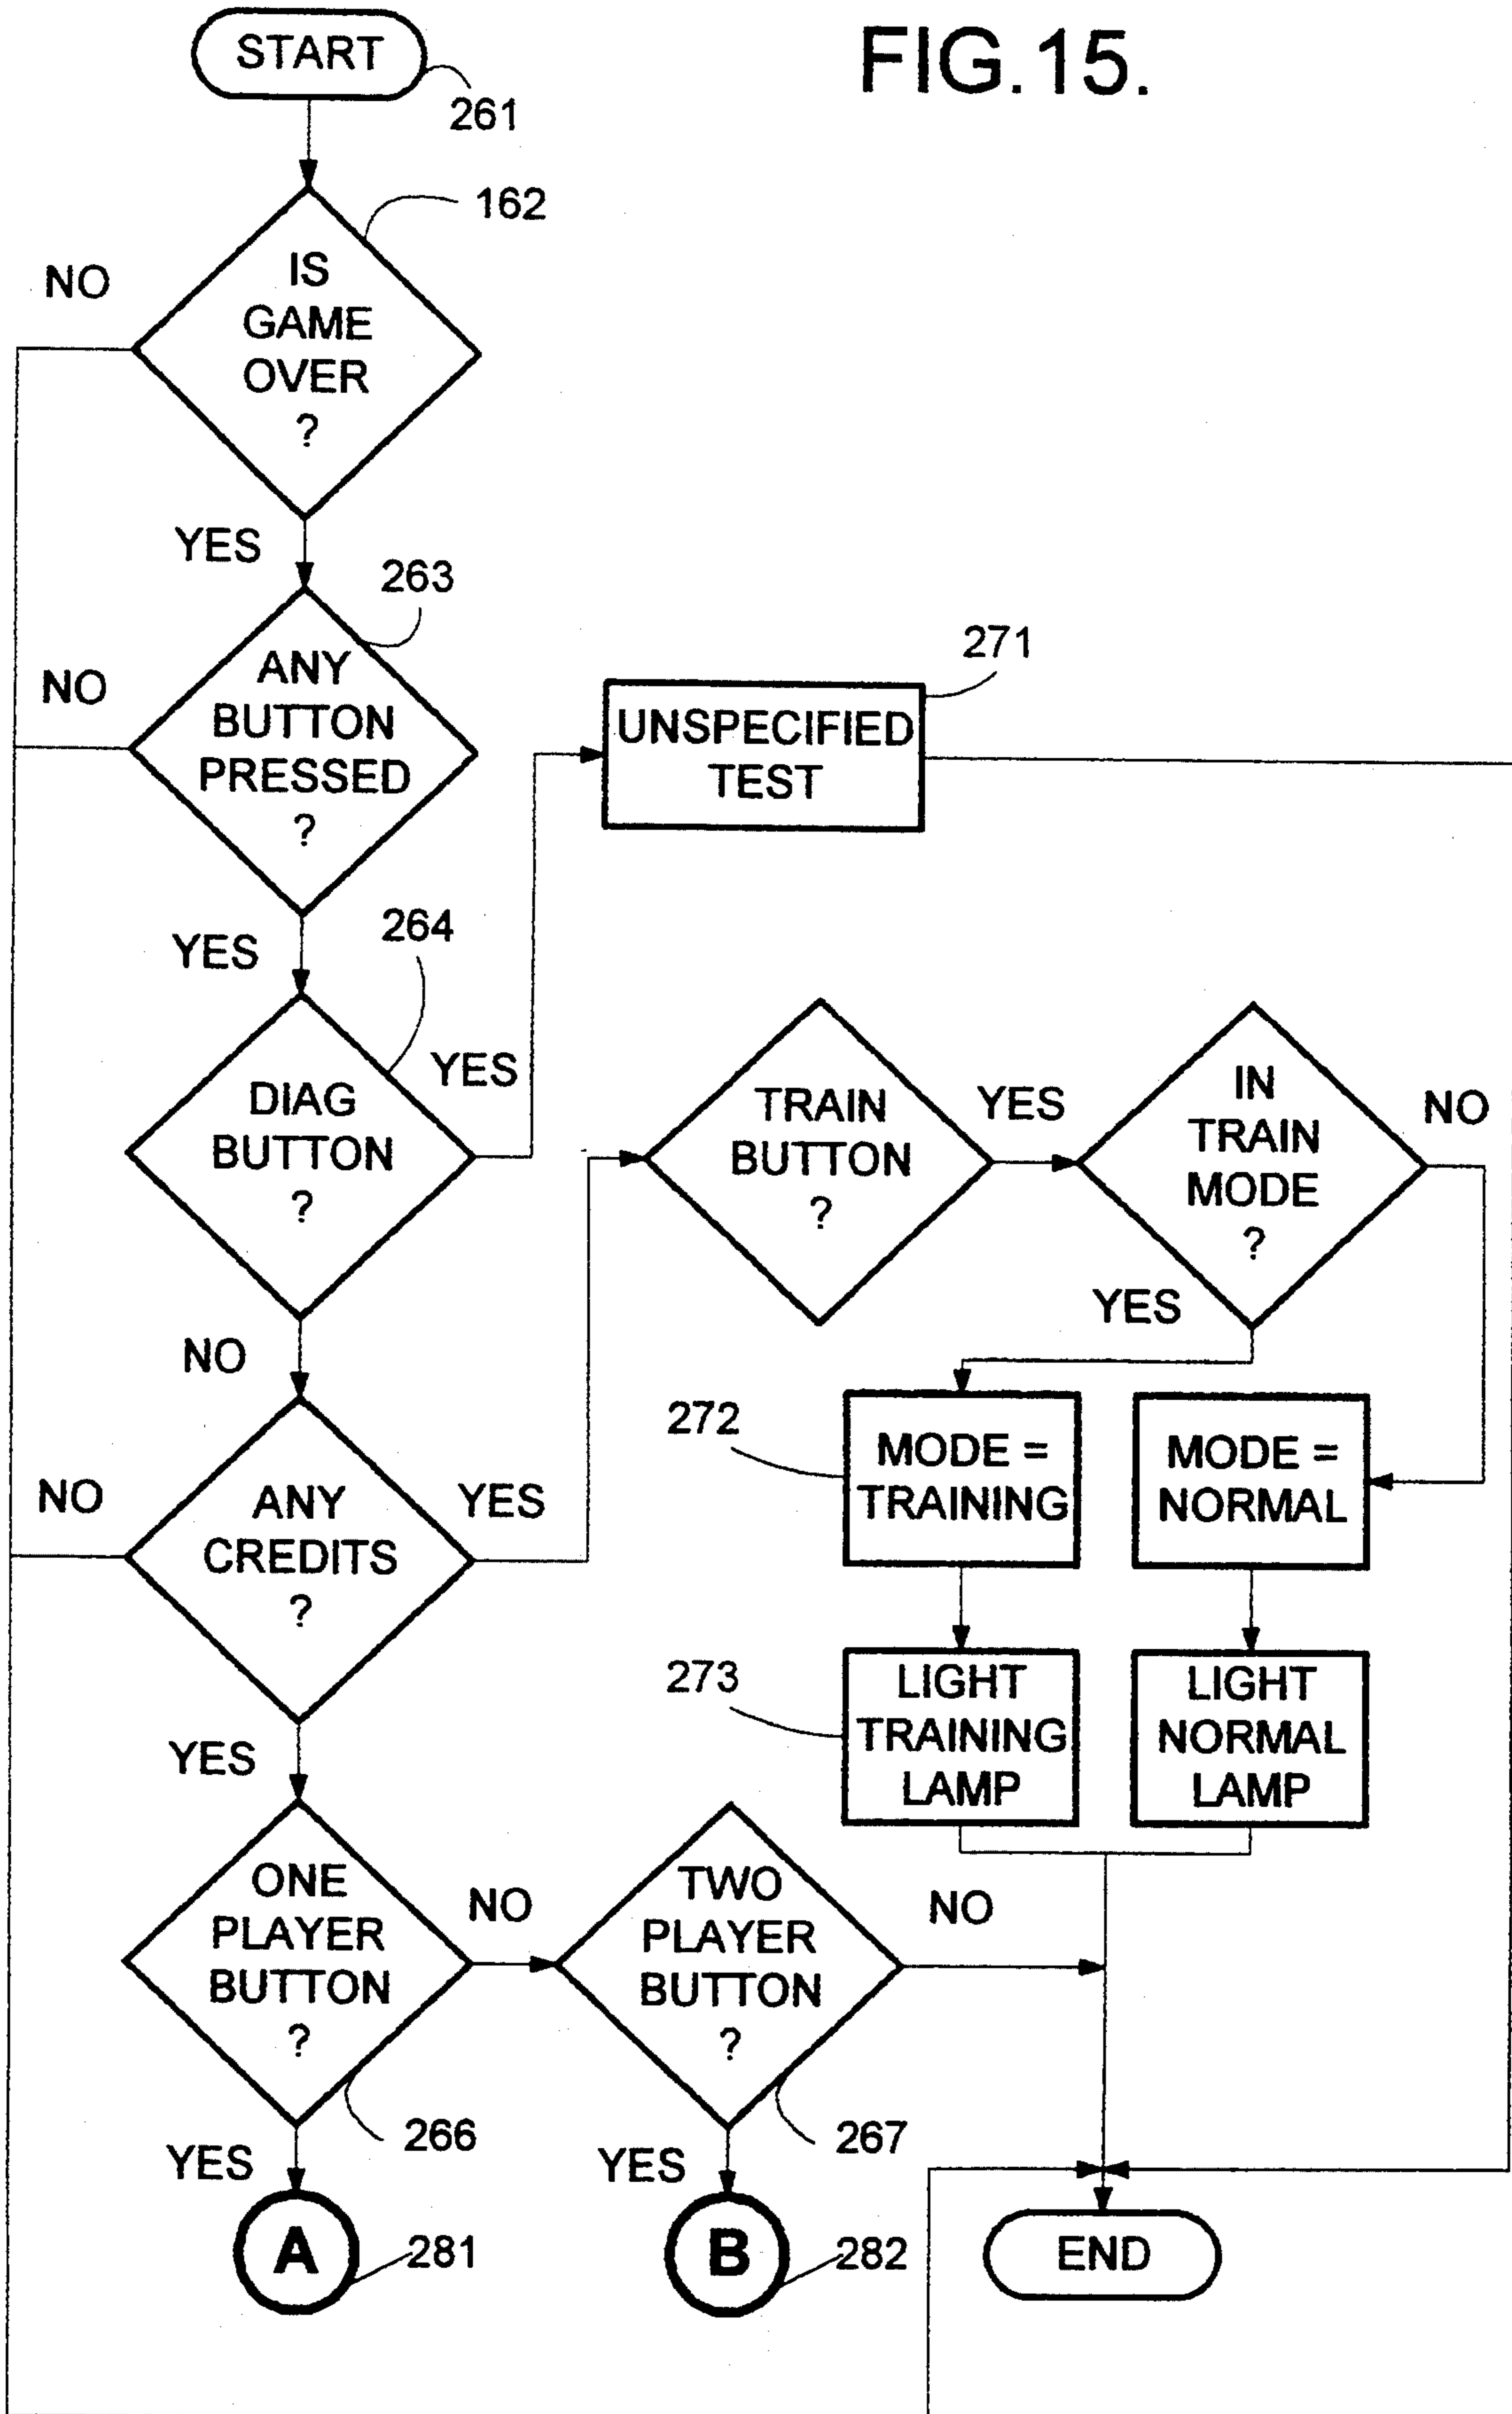 FIG.15.
START
261
162
IS
GAME
OVER
?
NO
YES
263
ANY
BUTTON
PRESSED
?
NO
271
UNSPECIFIED
TEST
YES
264
DIAG
BUTTON
?
YES
TRAIN
BUTTON
?
YES
IN
TRAIN
MODE
?
NO
YES
NO
ANY
CREDITS
?
NO
YES
272
MODE =
TRAINING
MODE =
NORMAL
273
LIGHT
TRAINING
LAMP
LIGHT
NORMAL
LAMP
YES
ONE
PLAYER
BUTTON
?
NO
TWO
PLAYER
BUTTON
?
NO
266
267
YES
YES
A
281
B
282
END